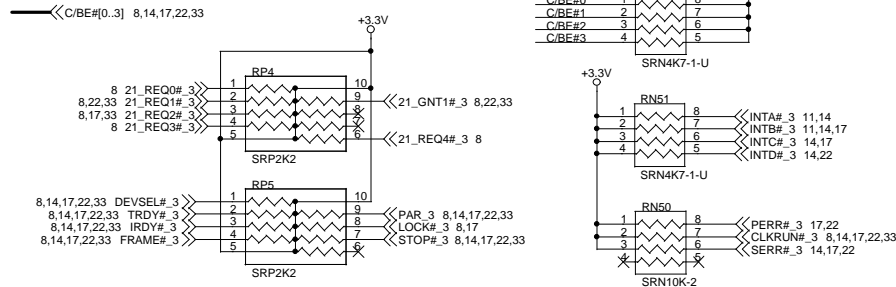 C/BE#[0..3] 8,14,17,22,33
+3.3V
RP4
8 21_REQ0#_3 1 10
8,22,33 21_REQ1#_3 2 9 21_GNT1#_3 8,22,33
8,17,33 21_REQ2#_3 3 8
8 21_REQ3#_3 4 7
5 6 21_REQ4#_3 8
SRP2K2
RP5
8,14,17,22,33 DEVSEL#_3 1 10
8,14,17,22,33 TRDY#_3 2 9 PAR_3 8,14,17,22,33
8,14,17,22,33 IRDY#_3 3 8 LOCK#_3 8,17
8,14,17,22,33 FRAME#_3 4 7 STOP#_3 8,14,17,22,33
5 6
SRP2K2
C/BE#1 2 7
C/BE#2 3 6
C/BE#3 4 5
SRN4K7-1-U
+3.3V
RN51
1 8 INTA#_3 11,14
2 7 INTB#_3 11,14,17
3 6 INTC#_3 14,17
4 5 INTD#_3 14,22
SRN4K7-1-U
RN50
1 8 PERR#_3 17,22
2 7 CLKRUN#_3 8,14,17,22,33
3 6 SERR#_3 14,17,22
4 5
SRN10K-2